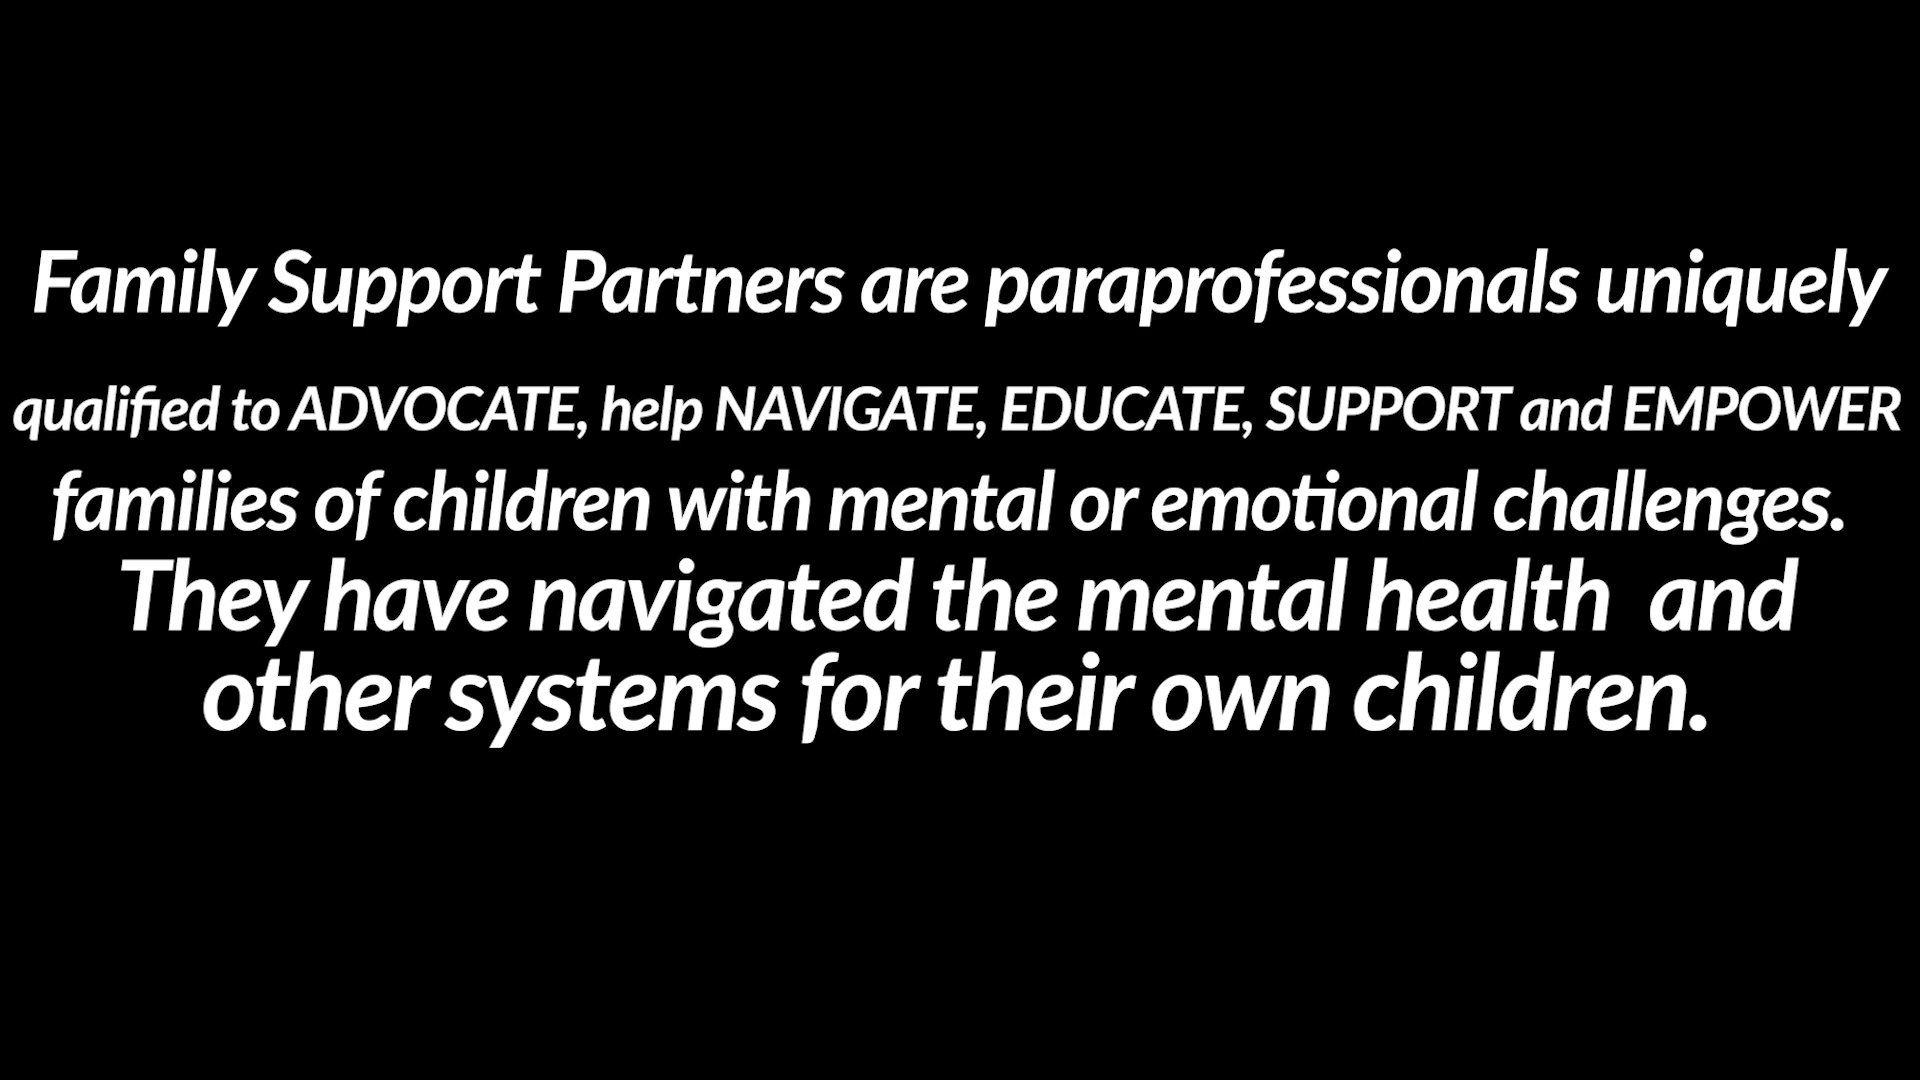 Family Support Partners are paraprofessionals uniquely
qualified to ADVOCATE, help NAVIGATE, EDUCATE, SUPPORT and EMPOWER
families of children with mental or emotional challenges.
They have navigated the mental health  and
other systems for their own children.